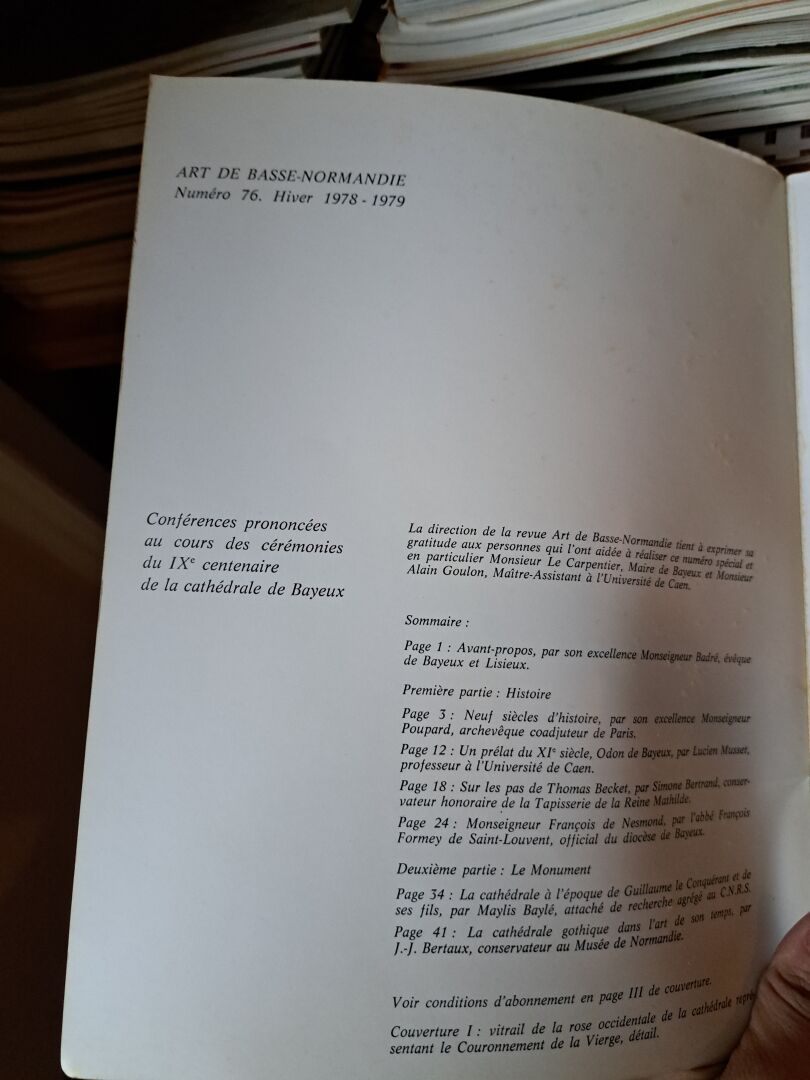 ART DE BASSE-NORMANDIE
Numéro 76. Hiver 1978 - 1979
Conférences prononcées
au cours des cérémonies
du IXe centenaire
de la cathédrale de Bayeux
La direction de la revue Art de Basse-Normandie tient à exprimer sa
gratitude aux personnes qui l'ont aidée à réaliser ce numéro spécial et
en particulier Monsieur Le Carpentier, Maire de Bayeux et Monsieur
Alain Goulon, Maître-Assistant à l'Université de Caen.
Sommaire :
Page 1 : Avant-propos, par son excellence Monseigneur Badré, évêque
de Bayeux et Lisieux.
Première partie : Histoire
Page 3 : Neuf siècles d'histoire, par son excellence Monseigneur
Poupard, archevêque coadjuteur de Paris.
Page 12 : Un prélat du XIe siècle, Odon de Bayeux, par Lucien Musset,
professeur à l'Université de Caen.
Page 18 : Sur les pas de Thomas Becket, par Simone Bertrand, conser-
vateur honoraire de la Tapisserie de la Reine Mathilde.
Page 24 : Monseigneur François de Nesmond, par l'abbé François
Formey de Saint-Louvent, official du diocèse de Bayeux.
Deuxième partie : Le Monument
Page 34 : La cathédrale à l'époque de Guillaume le Conquérant et de
ses fils, par Maylis Baylé, attaché de recherche agrégé au C.N.R.S.
Page 41 : La cathédrale gothique dans l'art de son temps, par
J.-J. Bertaux, conservateur au Musée de Normandie.
Voir conditions d'abonnement en page III de couverture.
Couverture I : vitrail de la rose occidentale de la cathédrale repré-
sentant le Couronnement de la Vierge, détail.